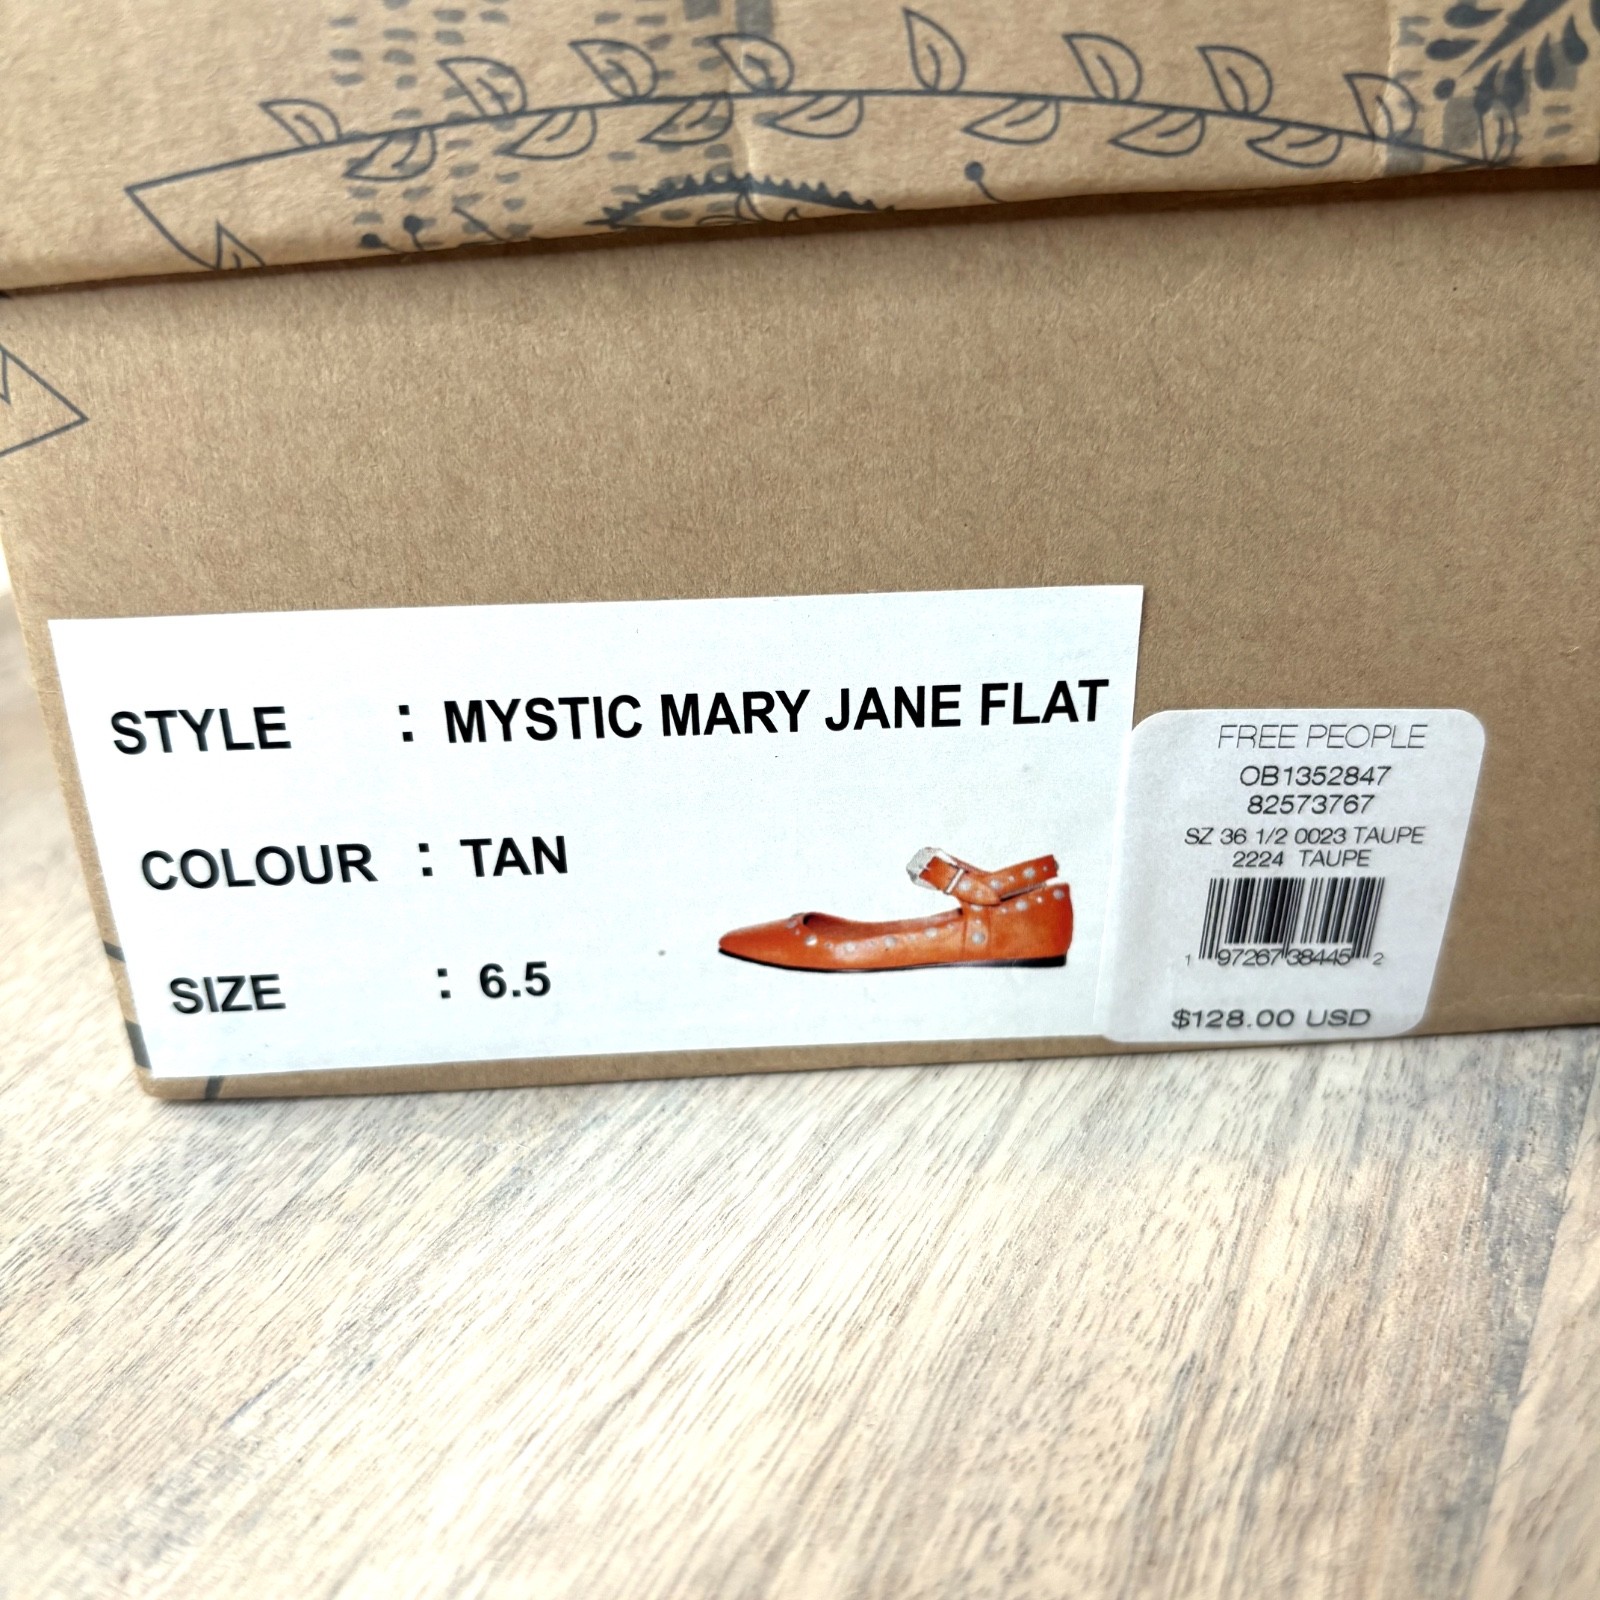 STYLE : MYSTIC MARY JANE FLAT
COLOUR : TAN
SIZE : 6.5
FREE PEOPLE
OB1352847
82573767
SZ 36 1/2 0023 TAUPE
2224 TAUPE
1 97267 38445 2
$128.00 USD